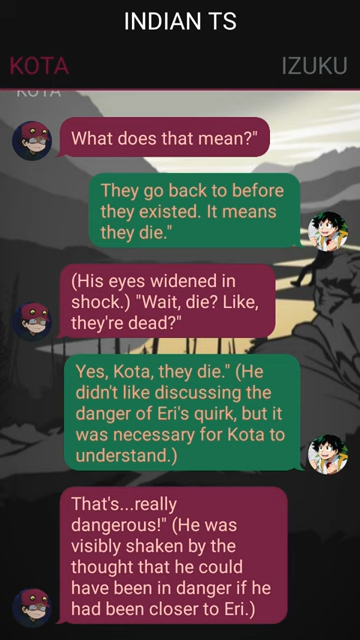 INDIAN TS
KOTA IZUKU
KOTA
What does that mean?"
They go back to before
they existed. It means
they die."
(His eyes widened in
shock.) "Wait, die? Like,
they're dead?"
Yes, Kota, they die." (He
didn't like discussing the
danger of Eri's quirk, but it
was necessary for Kota to
understand.)
That's...really
dangerous!" (He was
visibly shaken by the
thought that he could
have been in danger if he
had been closer to Eri.)